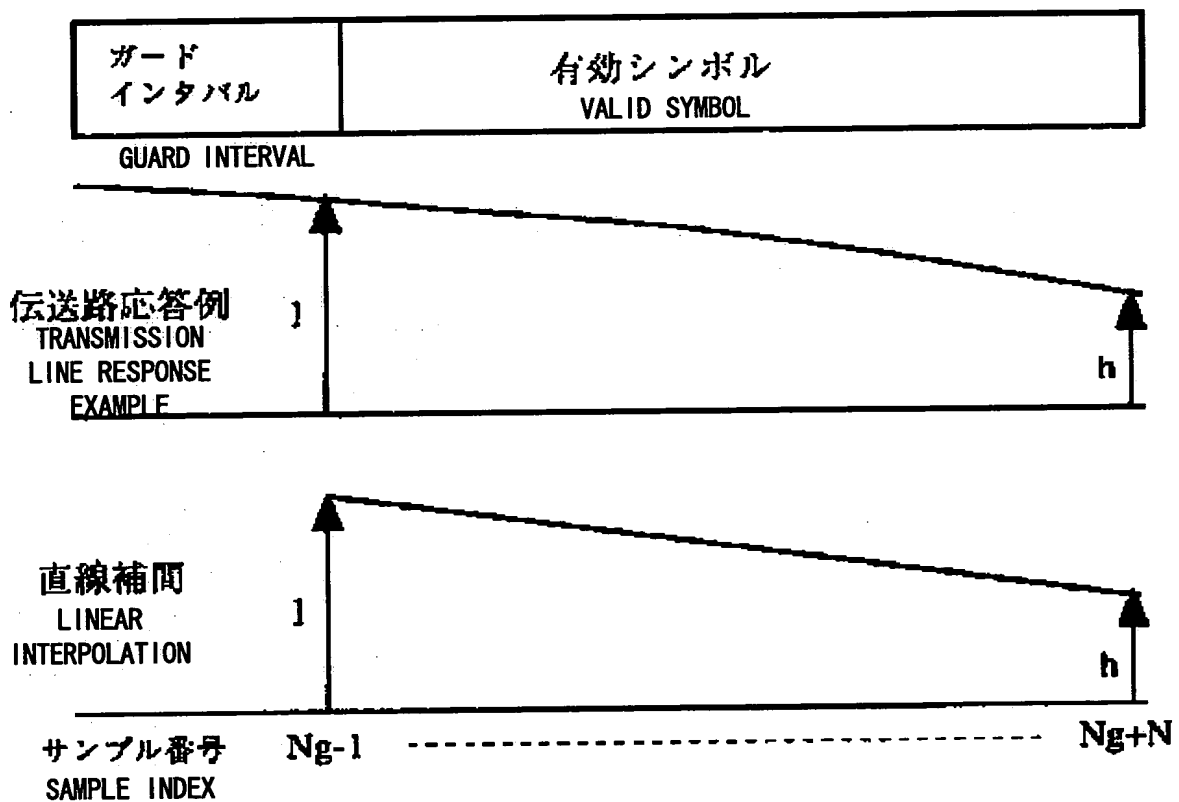 ガード
インタバル
有効シンボル
VALID SYMBOL
GUARD INTERVAL
伝送路応答例
TRANSMISSION
LINE RESPONSE
EXAMPLE
1
h
直線補間
LINEAR
INTERPOLATION
1
h
サンプル番号
SAMPLE INDEX
Ng-1
Ng+N